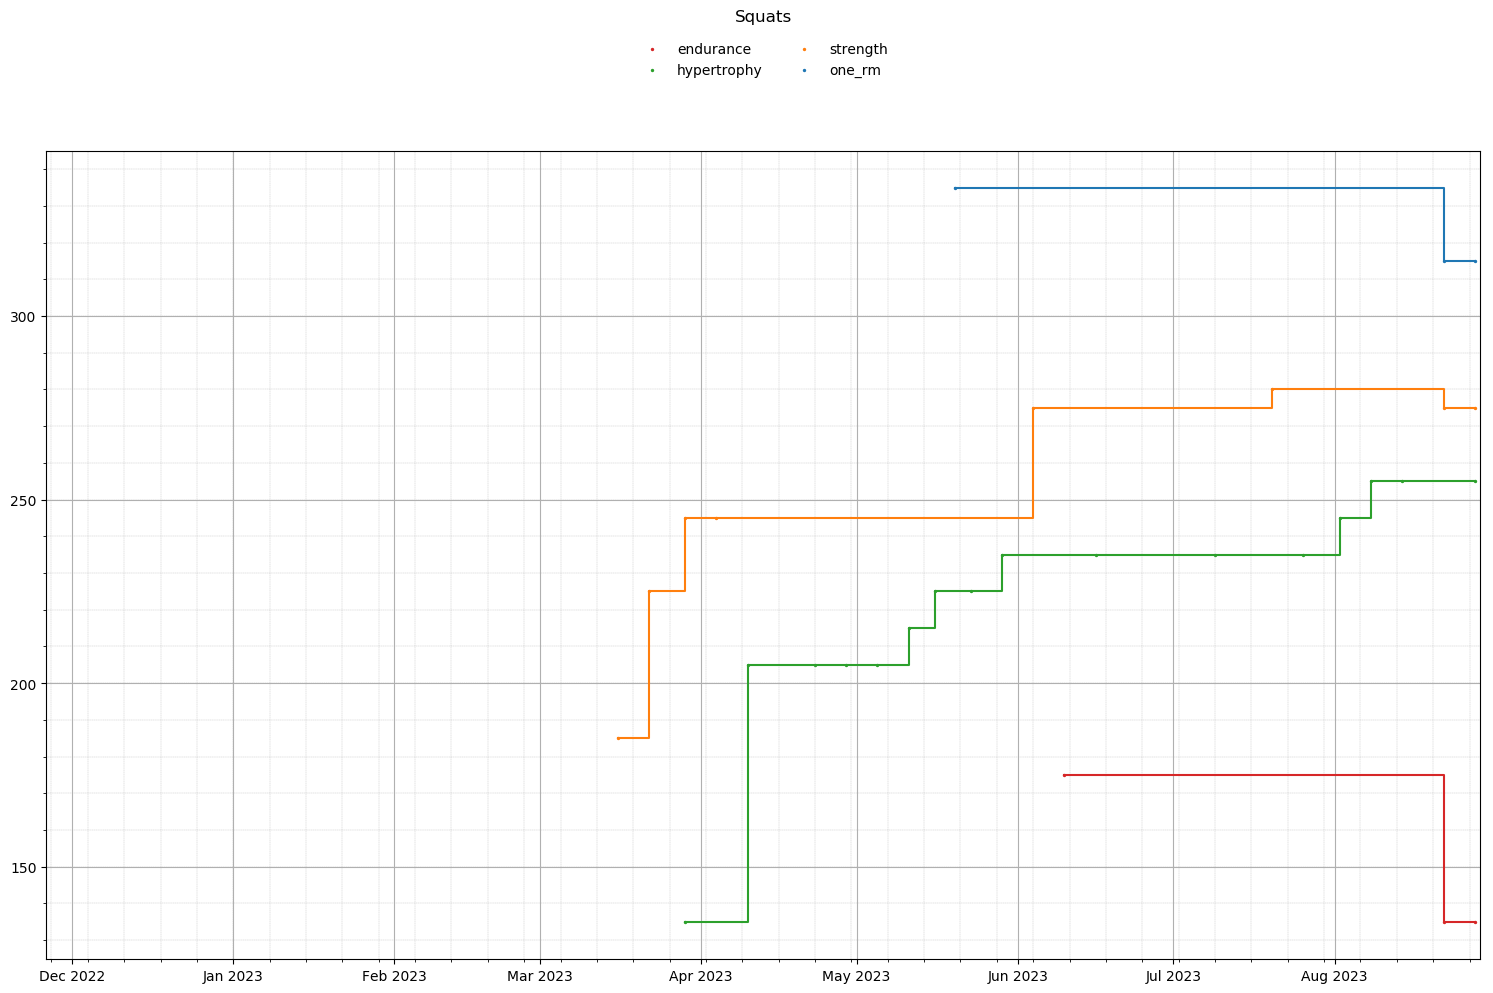 Squats
endurance
hypertrophy
strength
one_rm
300
250
200
150
Dec 2022
Jan 2023
Feb 2023
Mar 2023
Apr 2023
May 2023
Jun 2023
Jul 2023
Aug 2023